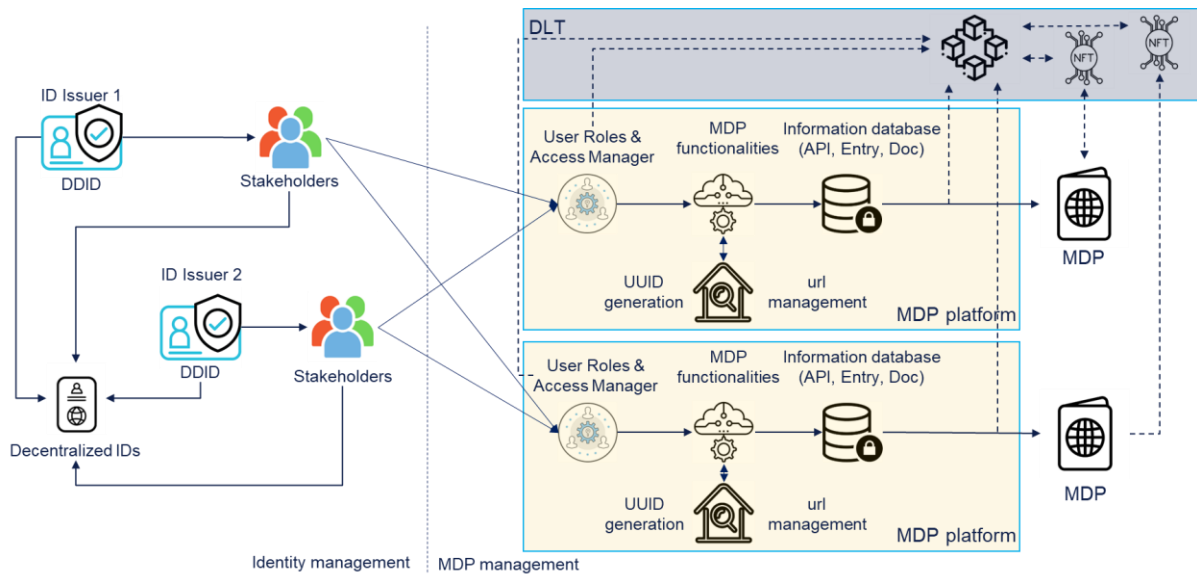 DLT
NFT
NFT
ID Issuer 1
DDID
Stakeholders
User Roles &
Access Manager
MDP
functionalities
Information database
(API, Entry, Doc)
MDP
UUID
generation
url
management
MDP platform
ID Issuer 2
DDID
Stakeholders
User Roles &
Access Manager
MDP
functionalities
Information database
(API, Entry, Doc)
MDP
UUID
generation
url
management
MDP platform
Decentralized IDs
Identity management
MDP management